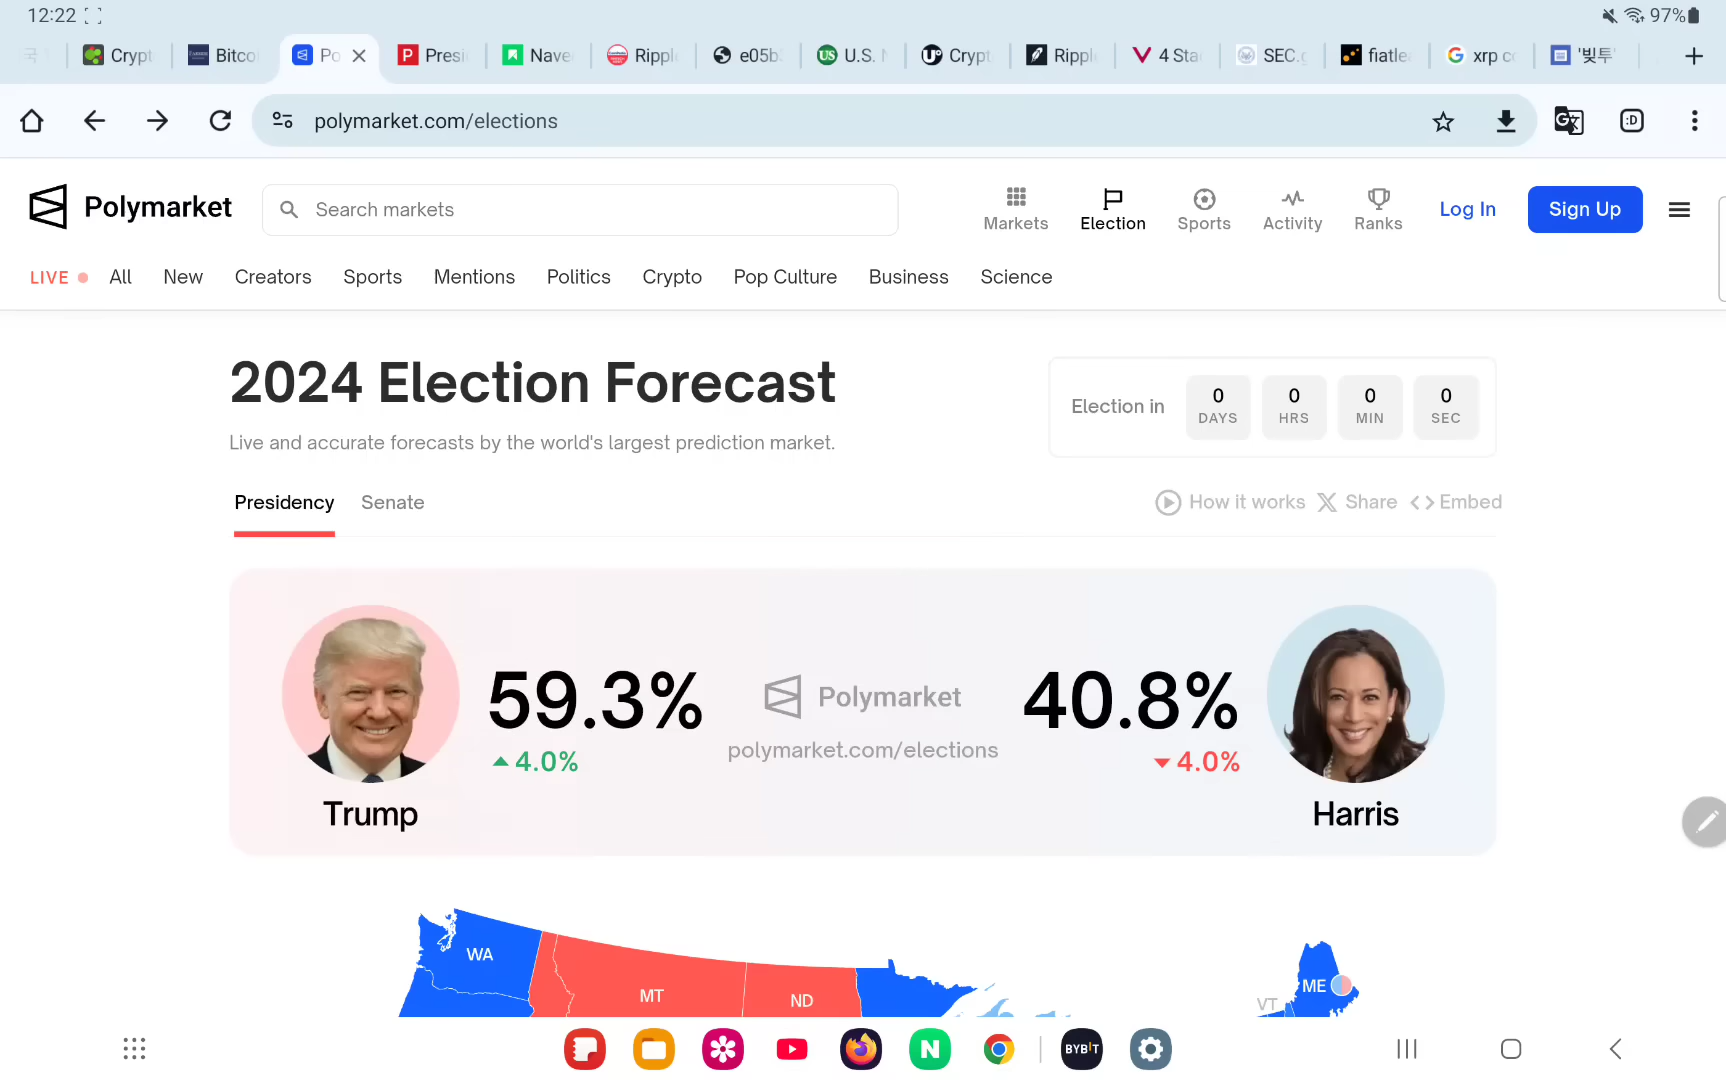 12:22
97%
Crypt
Bitco
Po
Presi
Nave
Ripple
e05b
U.S. N
Crypt
Ripple
4 Sta
SEC.g
fiatle
xrp c
'빚투'
polymarket.com/elections
Polymarket
Search markets
Markets
Election
Sports
Activity
Ranks
Log In
Sign Up
LIVE
All
New
Creators
Sports
Mentions
Politics
Crypto
Pop Culture
Business
Science
2024 Election Forecast
Live and accurate forecasts by the world's largest prediction market.
Election in
0 DAYS
0 HRS
0 MIN
0 SEC
Presidency
Senate
How it works
Share
Embed
59.3%
4.0%
Trump
Polymarket
polymarket.com/elections
40.8%
4.0%
Harris
WA
MT
ND
VT
ME
BYBIT